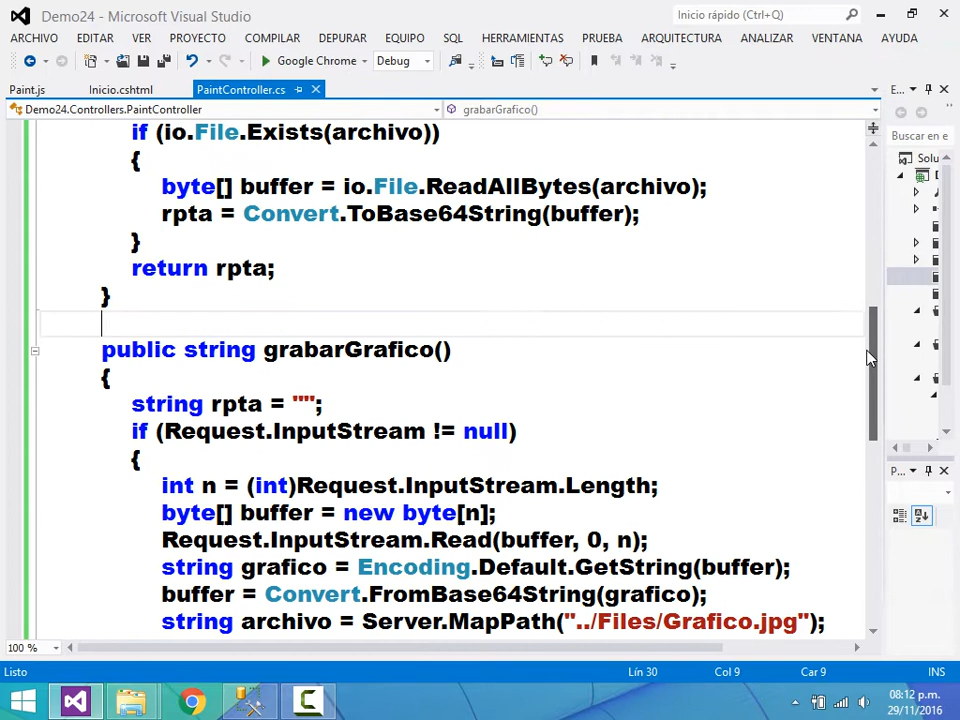 Demo24 - Microsoft Visual Studio
Inicio rápido (Ctrl+Q)
ARCHIVO EDITAR VER PROYECTO COMPILAR DEPURAR EQUIPO SQL HERRAMIENTAS PRUEBA ARQUITECTURA ANALIZAR VENTANA AYUDA
Google Chrome Debug
Paint.js Inicio.cshtml PaintController.cs E...
Demo24.Controllers.PaintController grabarGrafico()
Buscar en e
if (io.File.Exists(archivo))
Solu
{
D
byte[] buffer = io.File.ReadAllBytes(archivo);
rpta = Convert.ToBase64String(buffer);
}
return rpta;
}
public string grabarGrafico()
{
string rpta = "";
if (Request.InputStream != null)
{
P...
int n = (int)Request.InputStream.Length;
byte[] buffer = new byte[n];
Request.InputStream.Read(buffer, 0, n);
string grafico = Encoding.Default.GetString(buffer);
buffer = Convert.FromBase64String(grafico);
string archivo = Server.MapPath("../Files/Grafico.jpg");
100 %
Listo Lín 30 Col 9 Car 9 INS
08:12 p.m.
29/11/2016